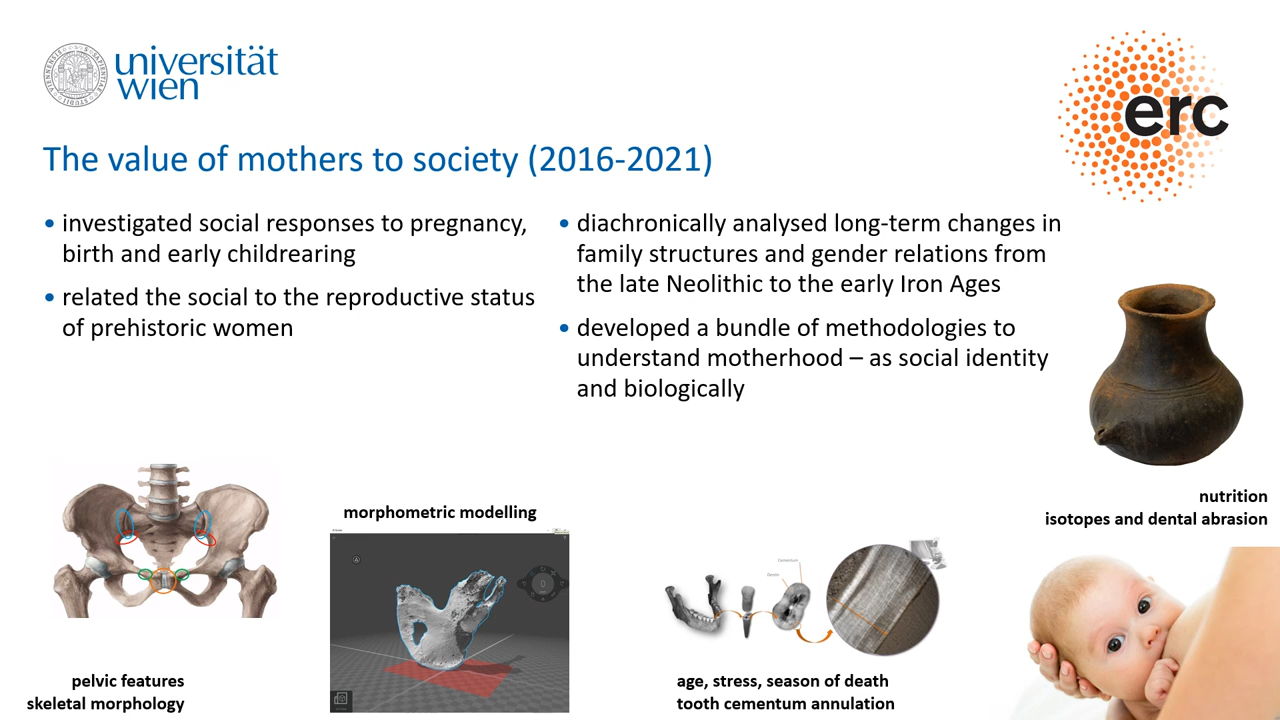 universität
wien
erc
The value of mothers to society (2016-2021)
• investigated social responses to pregnancy,
birth and early childrearing
• related the social to the reproductive status
of prehistoric women
• diachronically analysed long-term changes in
family structures and gender relations from
the late Neolithic to the early Iron Ages
• developed a bundle of methodologies to
understand motherhood – as social identity
and biologically
nutrition
isotopes and dental abrasion
morphometric modelling
Cementum
Dentin
pelvic features
skeletal morphology
age, stress, season of death
tooth cementum annulation